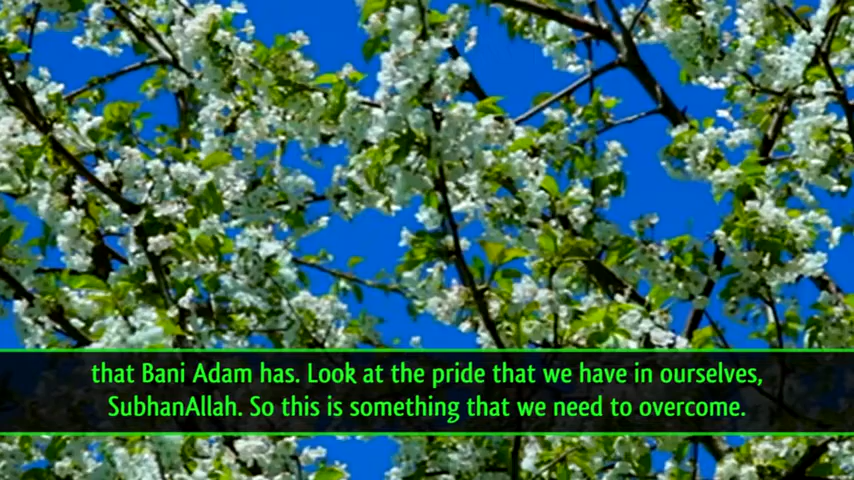 that Bani Adam has. Look at the pride that we have in ourselves,
SubhanAllah. So this is something that we need to overcome.